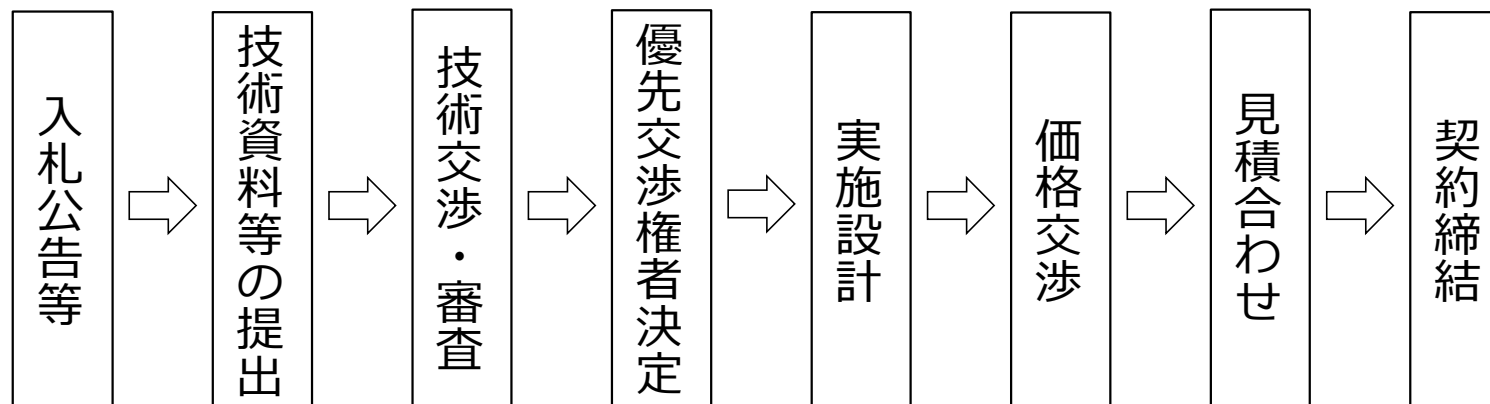 入札公告等
技術資料等の提出
技術交渉・審査
優先交渉権者決定
実施設計
価格交渉
見積合わせ
契約締結